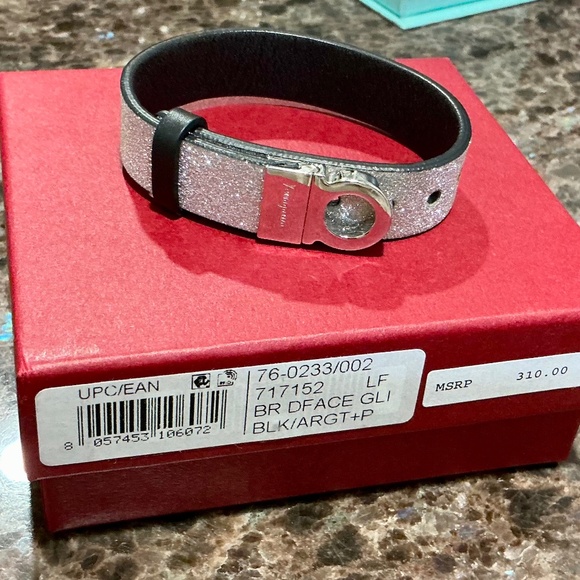 Ferragamo
UPC/EAN
8 057453 106072
76-0233/002
717152 LF
BR DFACE GLI
BLK/ARGT+P
MSRP 310.00